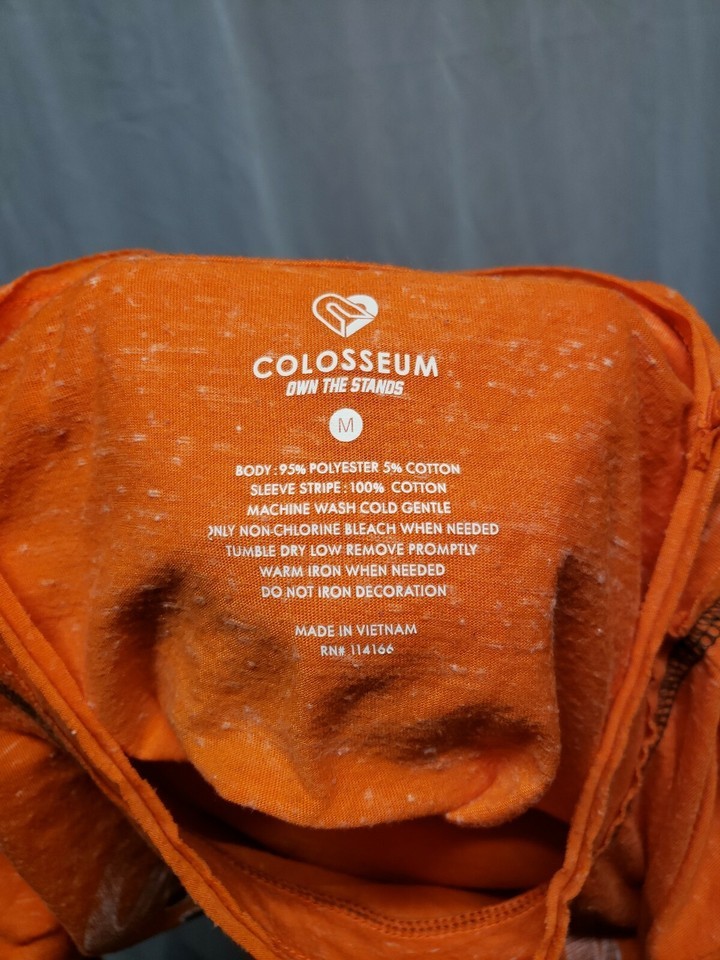 COLOSSEUM
OWN THE STANDS
M
BODY: 95% POLYESTER 5% COTTON
SLEEVE STRIPE: 100% COTTON
MACHINE WASH COLD GENTLE
ONLY NON-CHLORINE BLEACH WHEN NEEDED
TUMBLE DRY LOW REMOVE PROMPTLY
WARM IRON WHEN NEEDED
DO NOT IRON DECORATION
MADE IN VIETNAM
RN# 114166